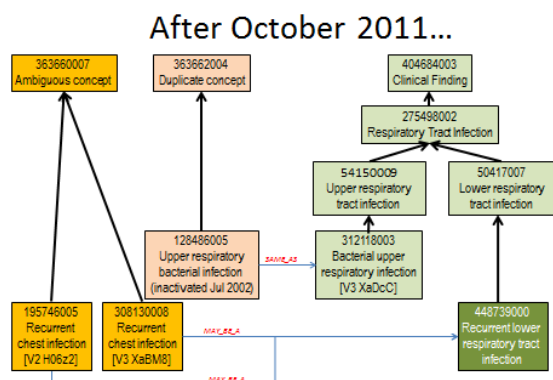 After October 2011...
363660007
Ambiguous concept
363662004
Duplicate concept
404684003
Clinical Finding
275498002
Respiratory Tract Infection
54150009
Upper respiratory
tract infection
50417007
Lower respiratory
tract infection
128486005
Upper respiratory
bacterial infection
(inactivated Jul 2002)
SAME_AS
312118003
Bacterial upper
respiratory infection
[V3 XaDcC]
195746005
Recurrent
chest infection
[V2 H06z2]
308130008
Recurrent
chest infection
[V3 XaBM8]
MAY_BE_A
448739000
Recurrent lower
respiratory tract
infection
MAY_BE_A